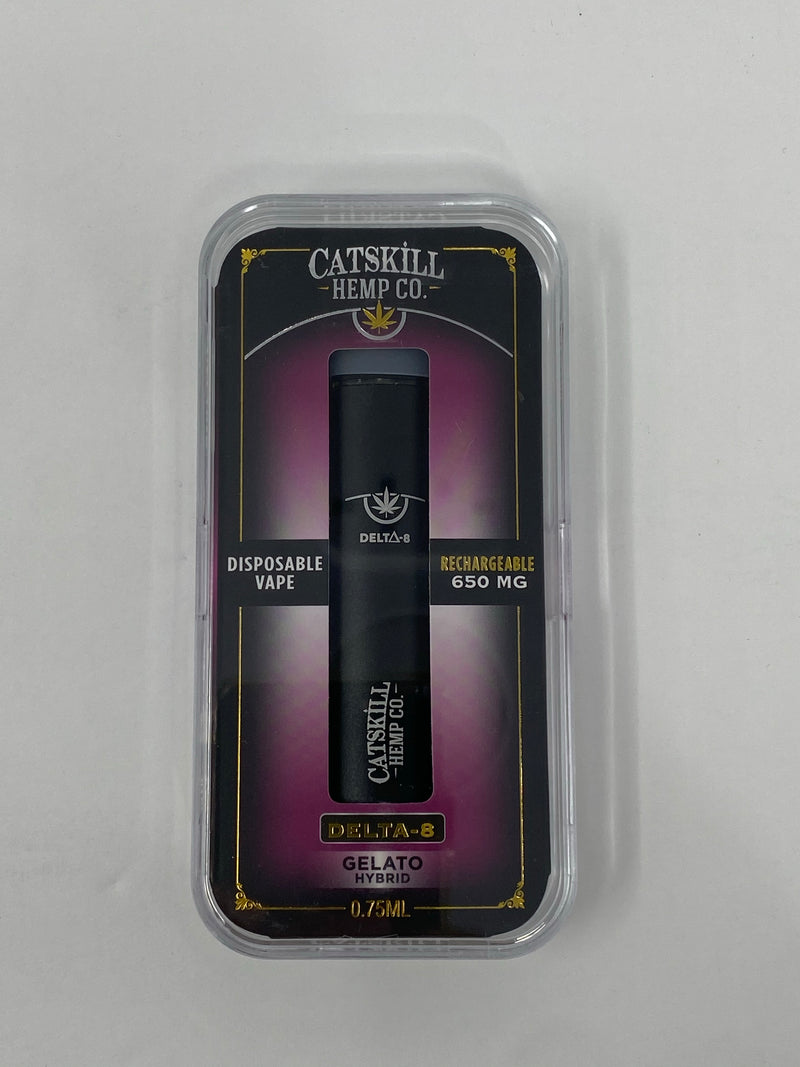 CATSKILL
HEMP CO.
DELTA-8
DISPOSABLE
VAPE
RECHARGEABLE
650 MG
CATSKILL
HEMP CO.
DELTA-8
GELATO
HYBRID
0.75ML